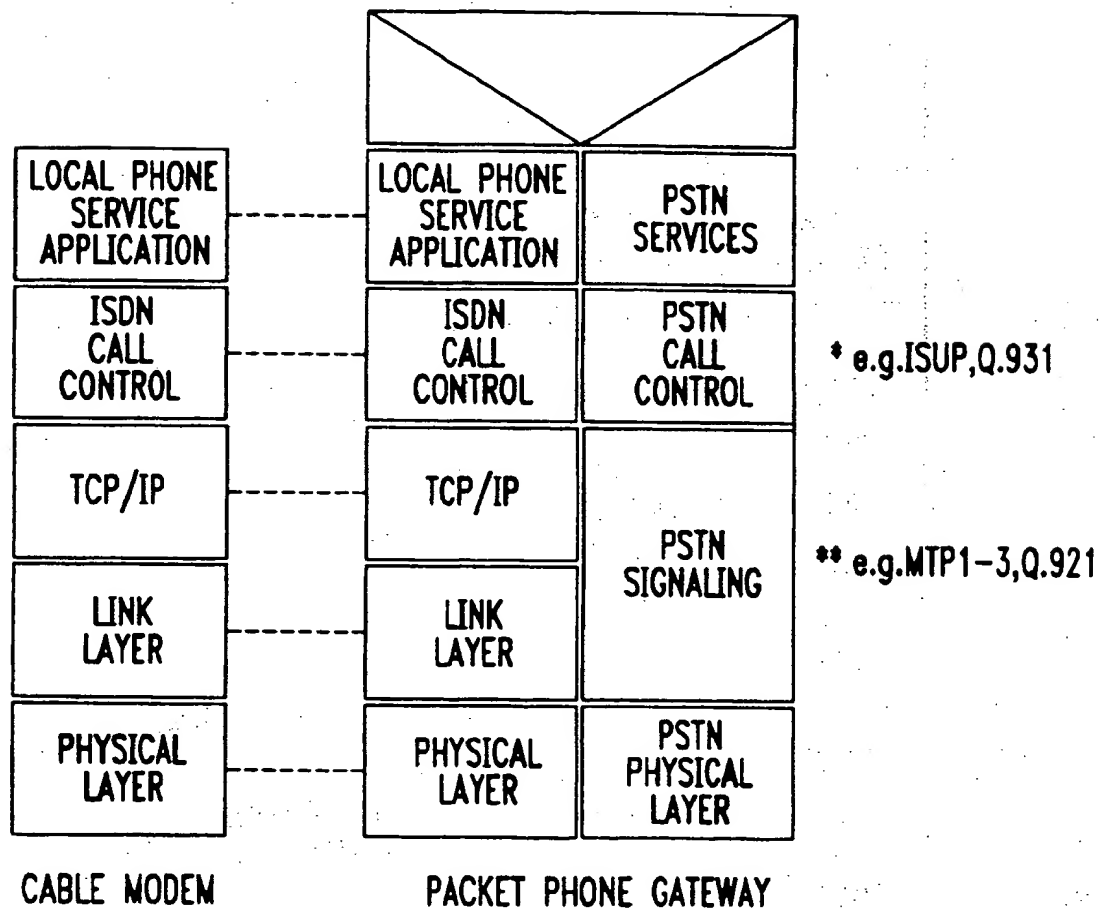 LOCAL PHONE
SERVICE
APPLICATION
LOCAL PHONE
SERVICE
APPLICATION
PSTN
SERVICES
ISDN
CALL
CONTROL
ISDN
CALL
CONTROL
PSTN
CALL
CONTROL
* e.g.ISUP,Q.931
TCP/IP
TCP/IP
PSTN
SIGNALING
** e.g.MTP1-3,Q.921
LINK
LAYER
LINK
LAYER
PHYSICAL
LAYER
PHYSICAL
LAYER
PSTN
PHYSICAL
LAYER
CABLE MODEM
PACKET PHONE GATEWAY